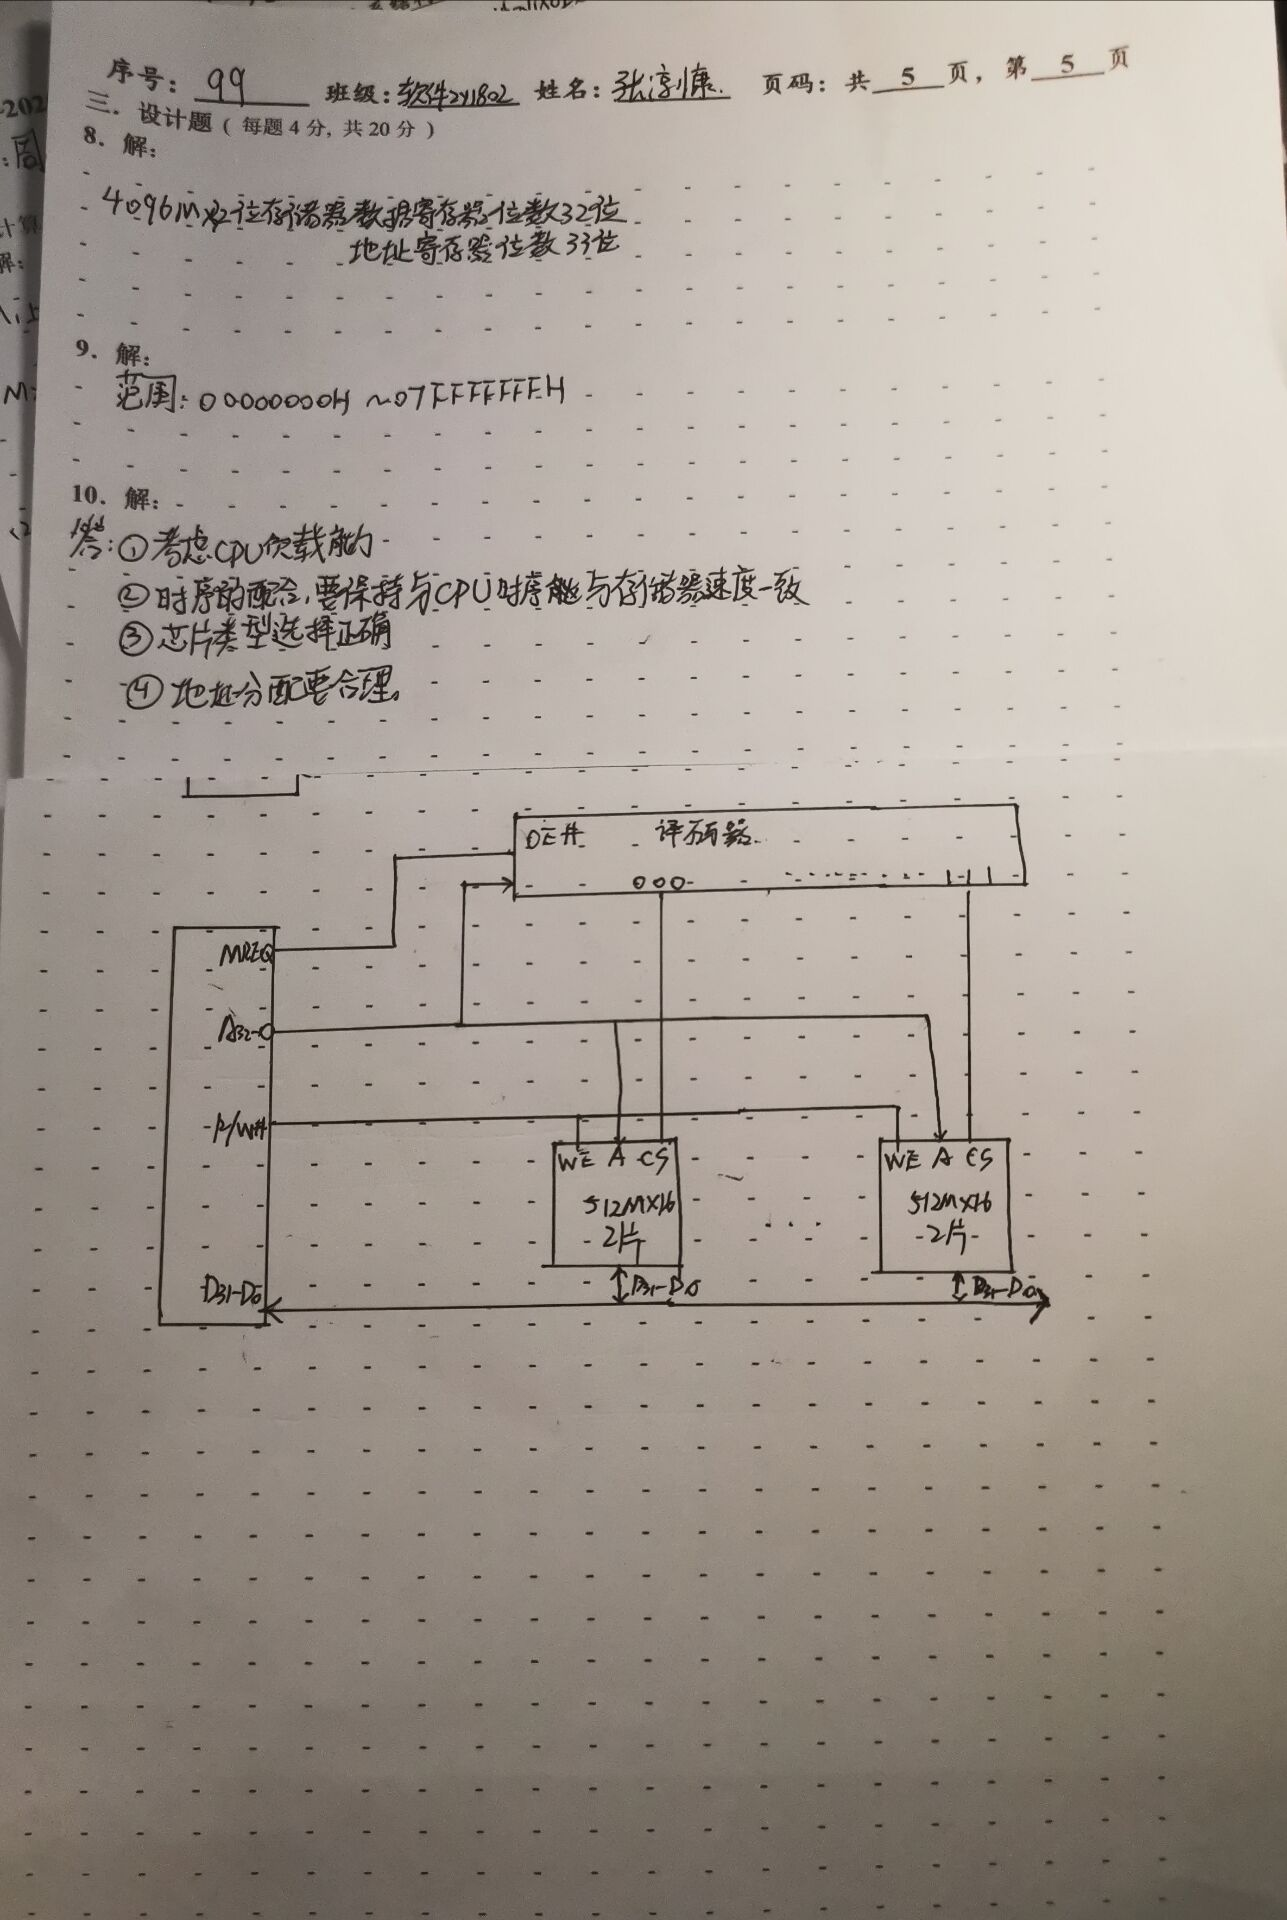 序号: 99 班级: 软件zy1802 姓名: 张淳慷. 页码: 共 5 页, 第 5 页
三. 设计题 ( 每题 4 分, 共 20 分 )
8. 解:
4096M×32位存储器数据寄存器位数32位
地址寄存器位数33位
9. 解:
范围: 00000000H ~07FFFFFFFH
10. 解:
答: ①考虑CPU负载能力
②时序的配合,要保持与CPU时序能与存储器速度一致
③芯片类型选择正确
④地址分配要合理。
OE# 译码器
MREQ
A32-0
R/W#
WE A CS
512M×16
2片
...
WE A CS
512M×16
2片
D31-D0
D31-D0
D31-D0